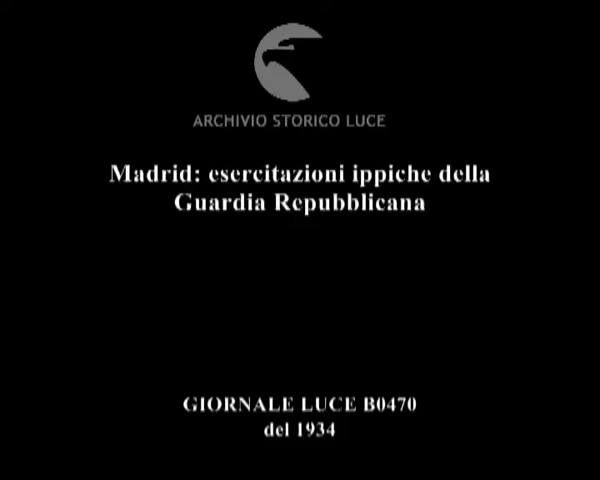 ARCHIVIO STORICO LUCE
Madrid: esercitazioni ippiche della
Guardia Repubblicana
GIORNALE LUCE B0470
del 1934